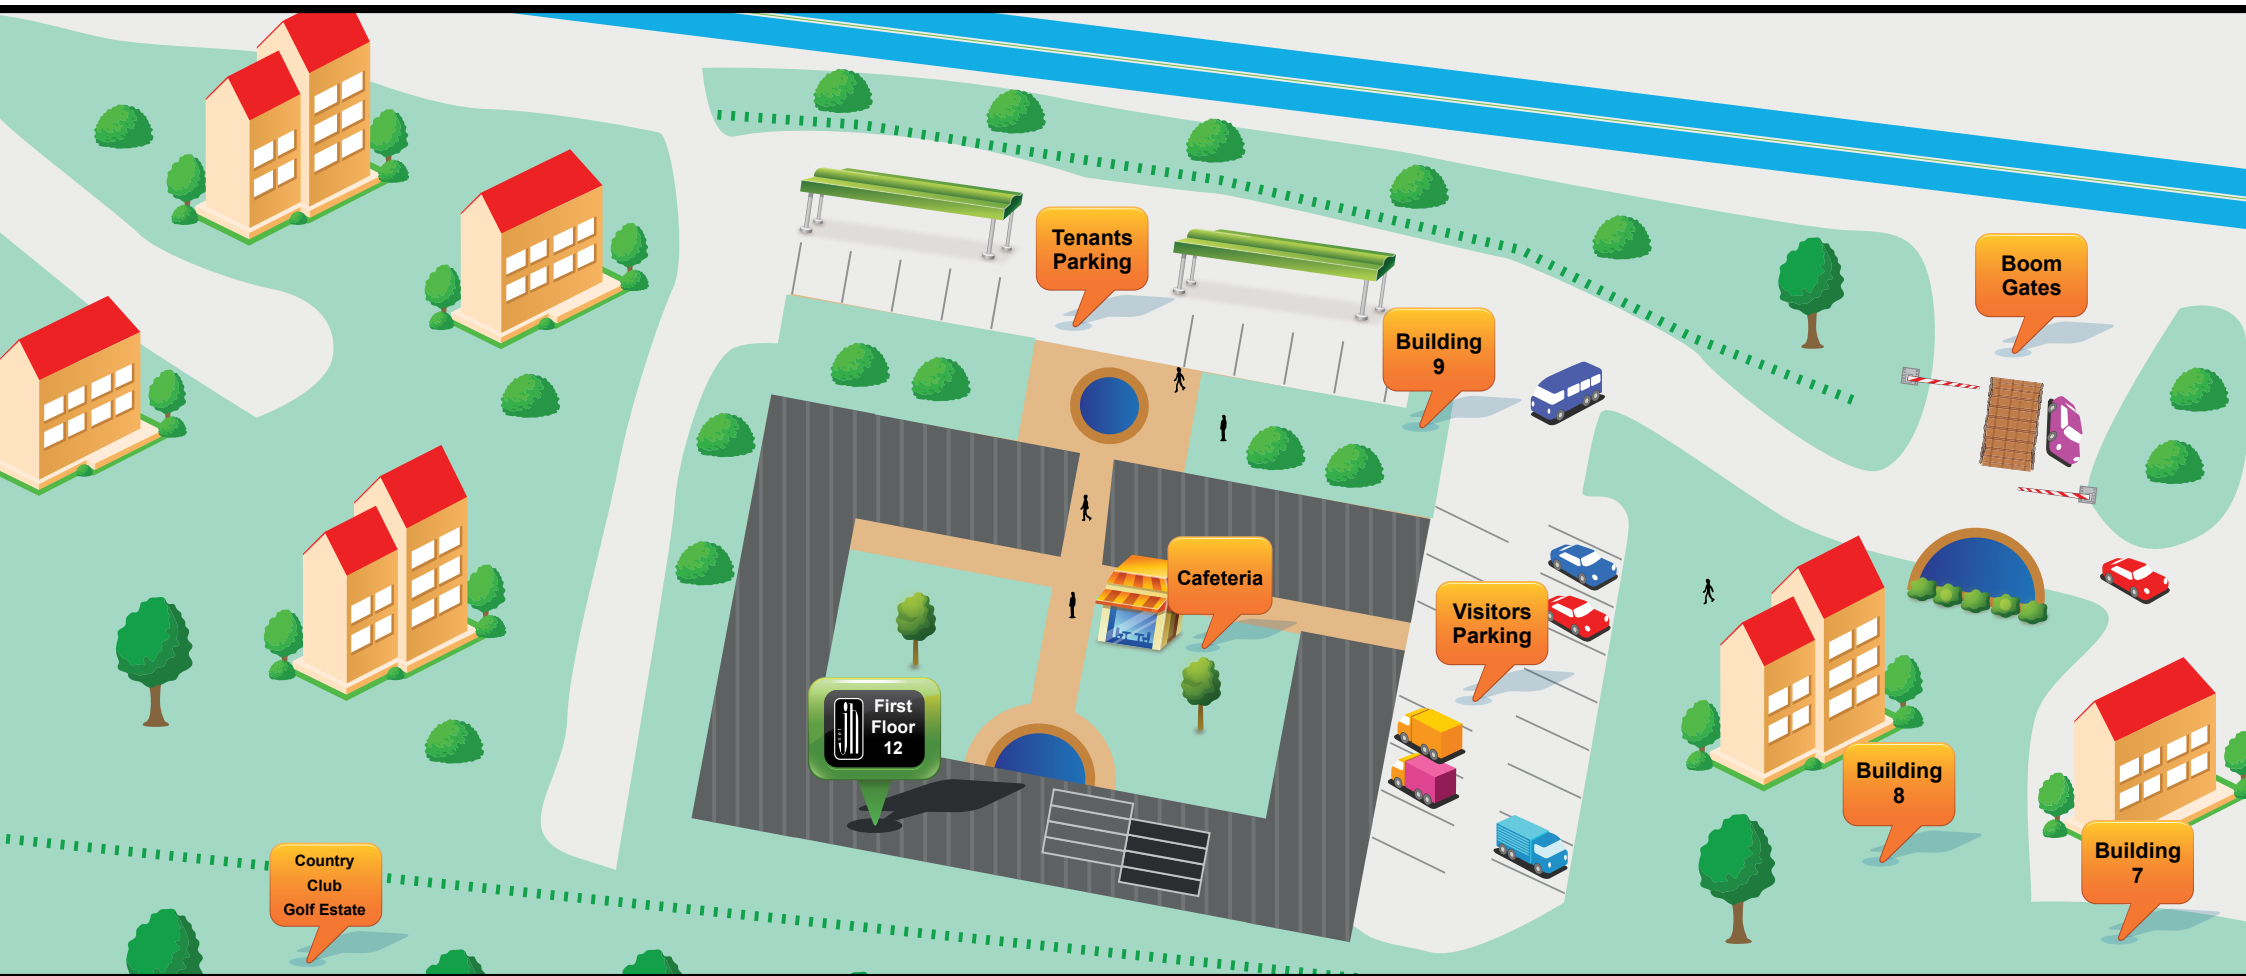 Tenants
Parking
Boom
Gates
Building
9
Cafeteria
Visitors
Parking
First
Floor
12
Building
8
Building
7
Country
Club
Golf Estate